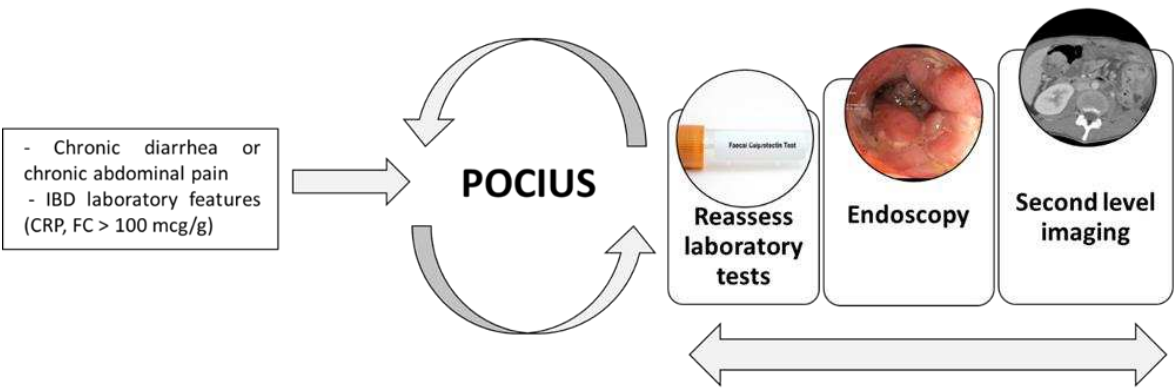 - Chronic diarrhea or
chronic abdominal pain
- IBD laboratory features
(CRP, FC > 100 mcg/g)
POCIUS
Faecal Calprotectin Test
Reassess
laboratory
tests
Endoscopy
Second level
imaging